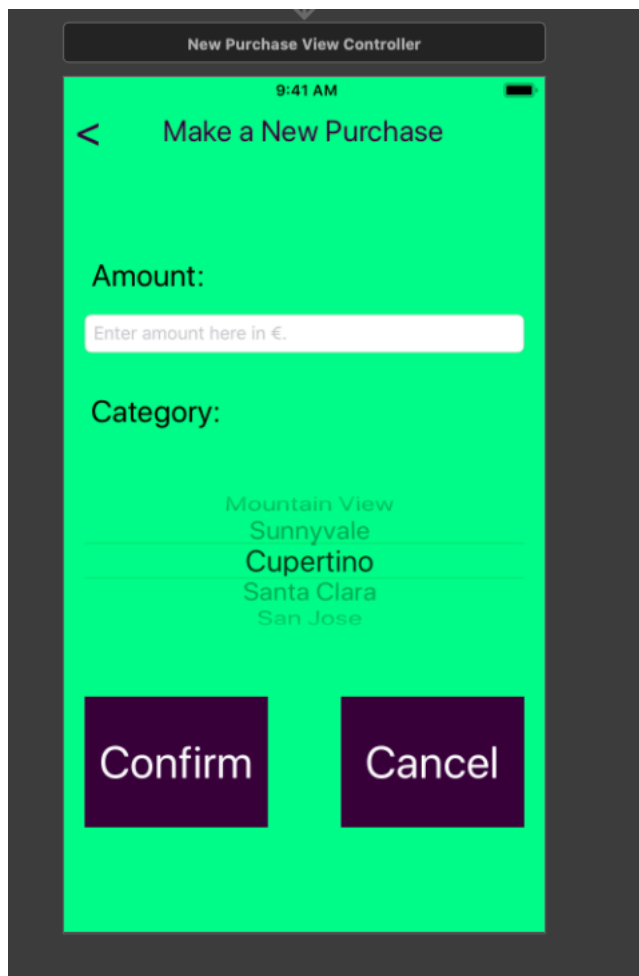 New Purchase View Controller
9:41 AM
< Make a New Purchase
Amount:
Enter amount here in €.
Category:
Mountain View
Sunnyvale
Cupertino
Santa Clara
San Jose
Confirm Cancel